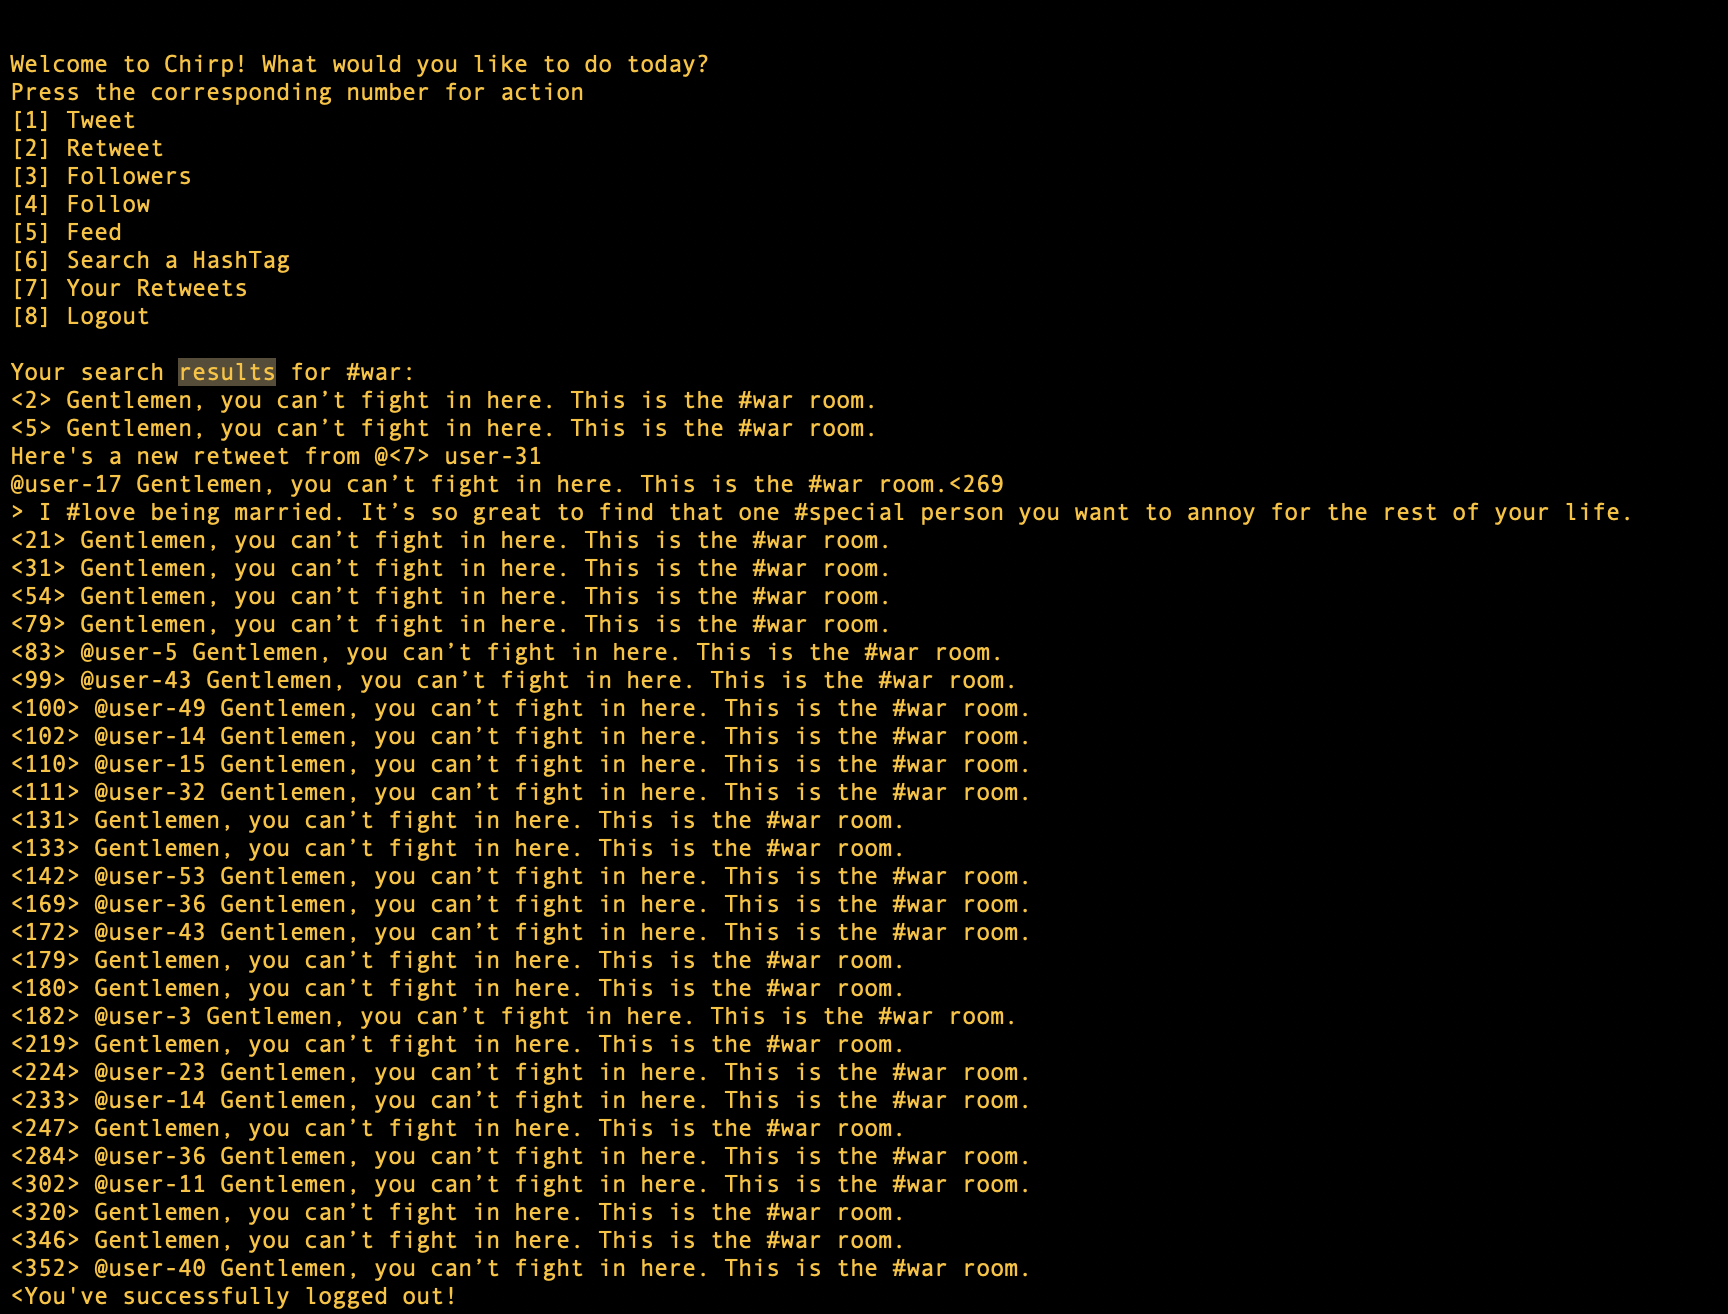 Welcome to Chirp! What would you like to do today?
Press the corresponding number for action
[1] Tweet
[2] Retweet
[3] Followers
[4] Follow
[5] Feed
[6] Search a HashTag
[7] Your Retweets
[8] Logout
Your search results for #war:
<2> Gentlemen, you can’t fight in here. This is the #war room.
<5> Gentlemen, you can’t fight in here. This is the #war room.
Here's a new retweet from @<7> user-31
@user-17 Gentlemen, you can’t fight in here. This is the #war room.<269
> I #love being married. It’s so great to find that one #special person you want to annoy for the rest of your life.
<21> Gentlemen, you can’t fight in here. This is the #war room.
<31> Gentlemen, you can’t fight in here. This is the #war room.
<54> Gentlemen, you can’t fight in here. This is the #war room.
<79> Gentlemen, you can’t fight in here. This is the #war room.
<83> @user-5 Gentlemen, you can’t fight in here. This is the #war room.
<99> @user-43 Gentlemen, you can’t fight in here. This is the #war room.
<100> @user-49 Gentlemen, you can’t fight in here. This is the #war room.
<102> @user-14 Gentlemen, you can’t fight in here. This is the #war room.
<110> @user-15 Gentlemen, you can’t fight in here. This is the #war room.
<111> @user-32 Gentlemen, you can’t fight in here. This is the #war room.
<131> Gentlemen, you can’t fight in here. This is the #war room.
<133> Gentlemen, you can’t fight in here. This is the #war room.
<142> @user-53 Gentlemen, you can’t fight in here. This is the #war room.
<169> @user-36 Gentlemen, you can’t fight in here. This is the #war room.
<172> @user-43 Gentlemen, you can’t fight in here. This is the #war room.
<179> Gentlemen, you can’t fight in here. This is the #war room.
<180> Gentlemen, you can’t fight in here. This is the #war room.
<182> @user-3 Gentlemen, you can’t fight in here. This is the #war room.
<219> Gentlemen, you can’t fight in here. This is the #war room.
<224> @user-23 Gentlemen, you can’t fight in here. This is the #war room.
<233> @user-14 Gentlemen, you can’t fight in here. This is the #war room.
<247> Gentlemen, you can’t fight in here. This is the #war room.
<284> @user-36 Gentlemen, you can’t fight in here. This is the #war room.
<302> @user-11 Gentlemen, you can’t fight in here. This is the #war room.
<320> Gentlemen, you can’t fight in here. This is the #war room.
<346> Gentlemen, you can’t fight in here. This is the #war room.
<352> @user-40 Gentlemen, you can’t fight in here. This is the #war room.
<You've successfully logged out!